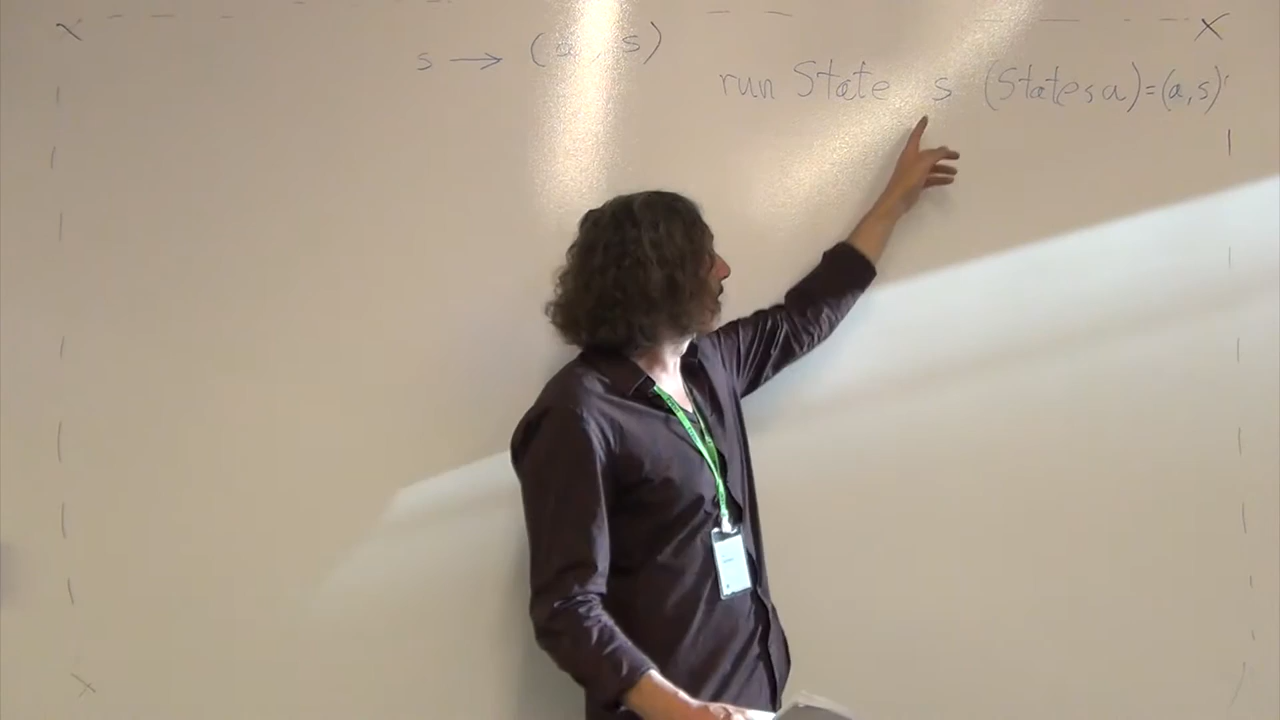 s → (a, s)
run State s (State s a) = (a, s)